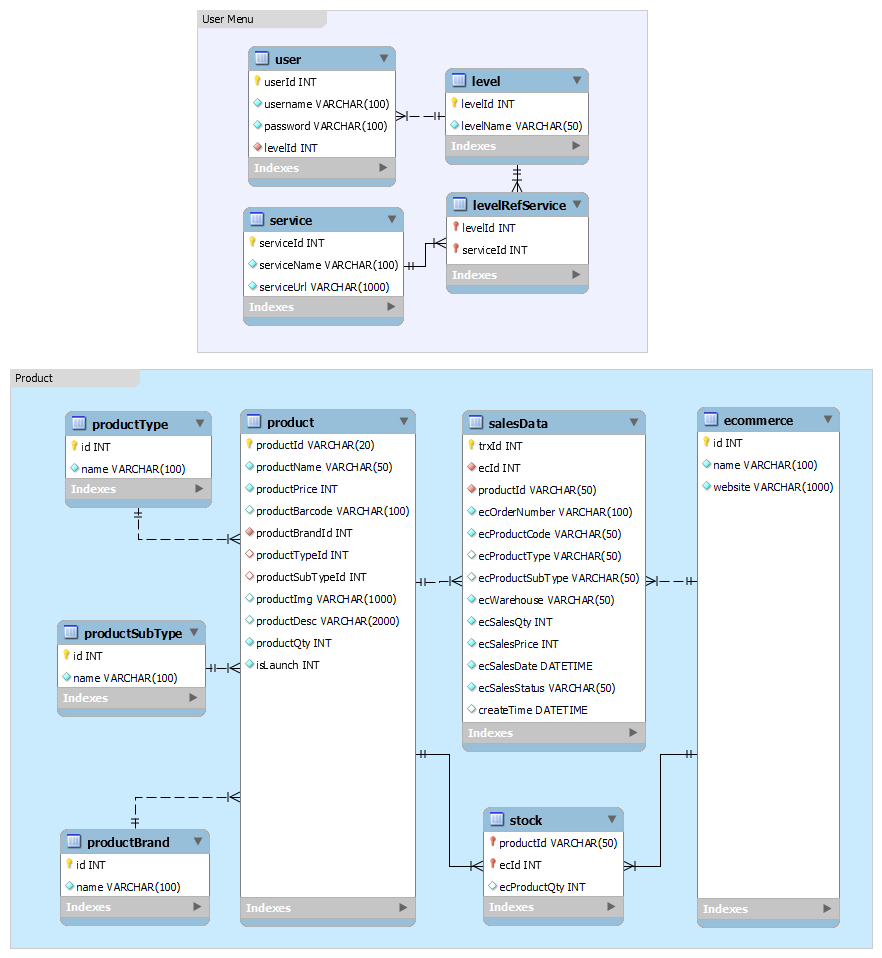 User Menu
user
userId INT
username VARCHAR(100)
password VARCHAR(100)
levelId INT
Indexes
level
levelId INT
levelName VARCHAR(50)
Indexes
service
serviceId INT
serviceName VARCHAR(100)
serviceUrl VARCHAR(1000)
Indexes
levelRefService
levelId INT
serviceId INT
Indexes
Product
productType
id INT
name VARCHAR(100)
Indexes
productSubType
id INT
name VARCHAR(100)
Indexes
productBrand
id INT
name VARCHAR(100)
Indexes
product
productId VARCHAR(20)
productName VARCHAR(50)
productPrice INT
productBarcode VARCHAR(100)
productBrandId INT
productTypeId INT
productSubTypeId INT
productImg VARCHAR(1000)
productDesc VARCHAR(2000)
productQty INT
isLaunch INT
Indexes
salesData
trxId INT
ecId INT
productId VARCHAR(50)
ecOrderNumber VARCHAR(100)
ecProductCode VARCHAR(50)
ecProductType VARCHAR(50)
ecProductSubType VARCHAR(50)
ecWarehouse VARCHAR(50)
ecSalesQty INT
ecSalesPrice INT
ecSalesDate DATETIME
ecSalesStatus VARCHAR(50)
createTime DATETIME
Indexes
stock
productId VARCHAR(50)
ecId INT
ecProductQty INT
Indexes
ecommerce
id INT
name VARCHAR(100)
website VARCHAR(1000)
Indexes